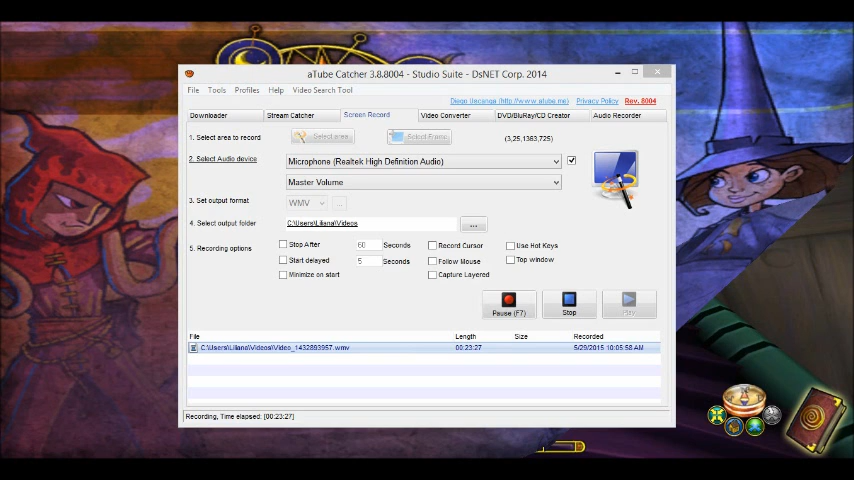 aTube Catcher 3.8.8004 - Studio Suite - DsNET Corp. 2014
File Tools Profiles Help Video Search Tool
Diego Uscanga (http://www.atube.me) Privacy Policy Rev. 8004
Downloader Stream Catcher Screen Record Video Converter DVD/BluRay/CD Creator Audio Recorder
1. Select area to record Select area Select Frame (3,25,1363,725)
2. Select Audio device Microphone (Realtek High Definition Audio)
Master Volume
3. Set output format WMV ...
4. Select output folder C:\Users\Liliana\Videos ...
5. Recording options Stop After 60 Seconds Record Cursor Use Hot Keys
Start delayed 5 Seconds Follow Mouse Top window
Minimize on start Capture Layered
Pause (F7) Stop Play
File Length Size Recorded
C:\Users\Liliana\Videos\Video_1432893957.wmv 00:23:27 5/29/2015 10:05:58 AM
Recording, Time elapsed: [00:23:27]